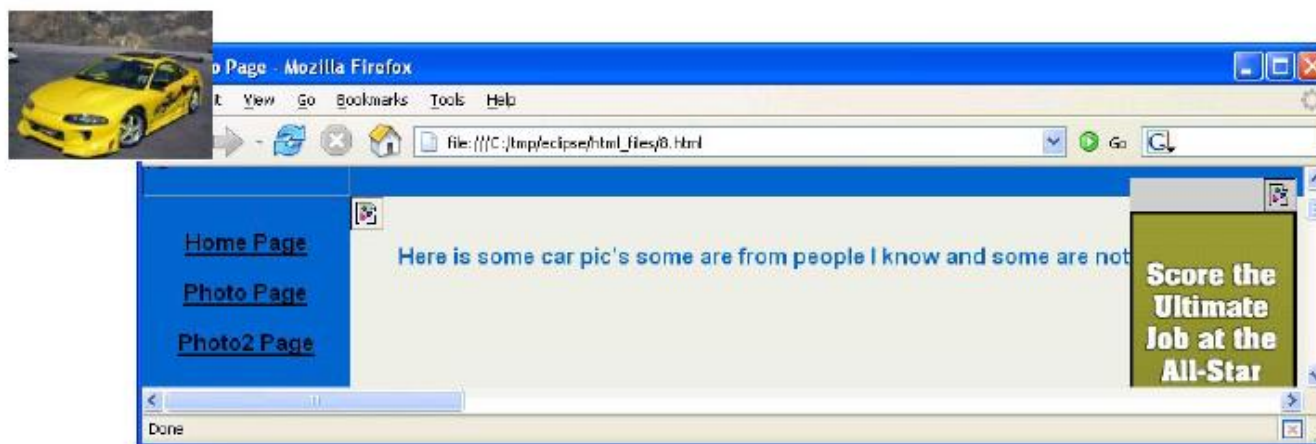 o Page - Mozilla Firefox
t View Go Bookmarks Tools Help
file:///C:/tmp/eclipse/html_files/8.html
Go
Home Page
Photo Page
Photo2 Page
Here is some car pic's some are from people I know and some are not
Score the
Ultimate
Job at the
All-Star
Done